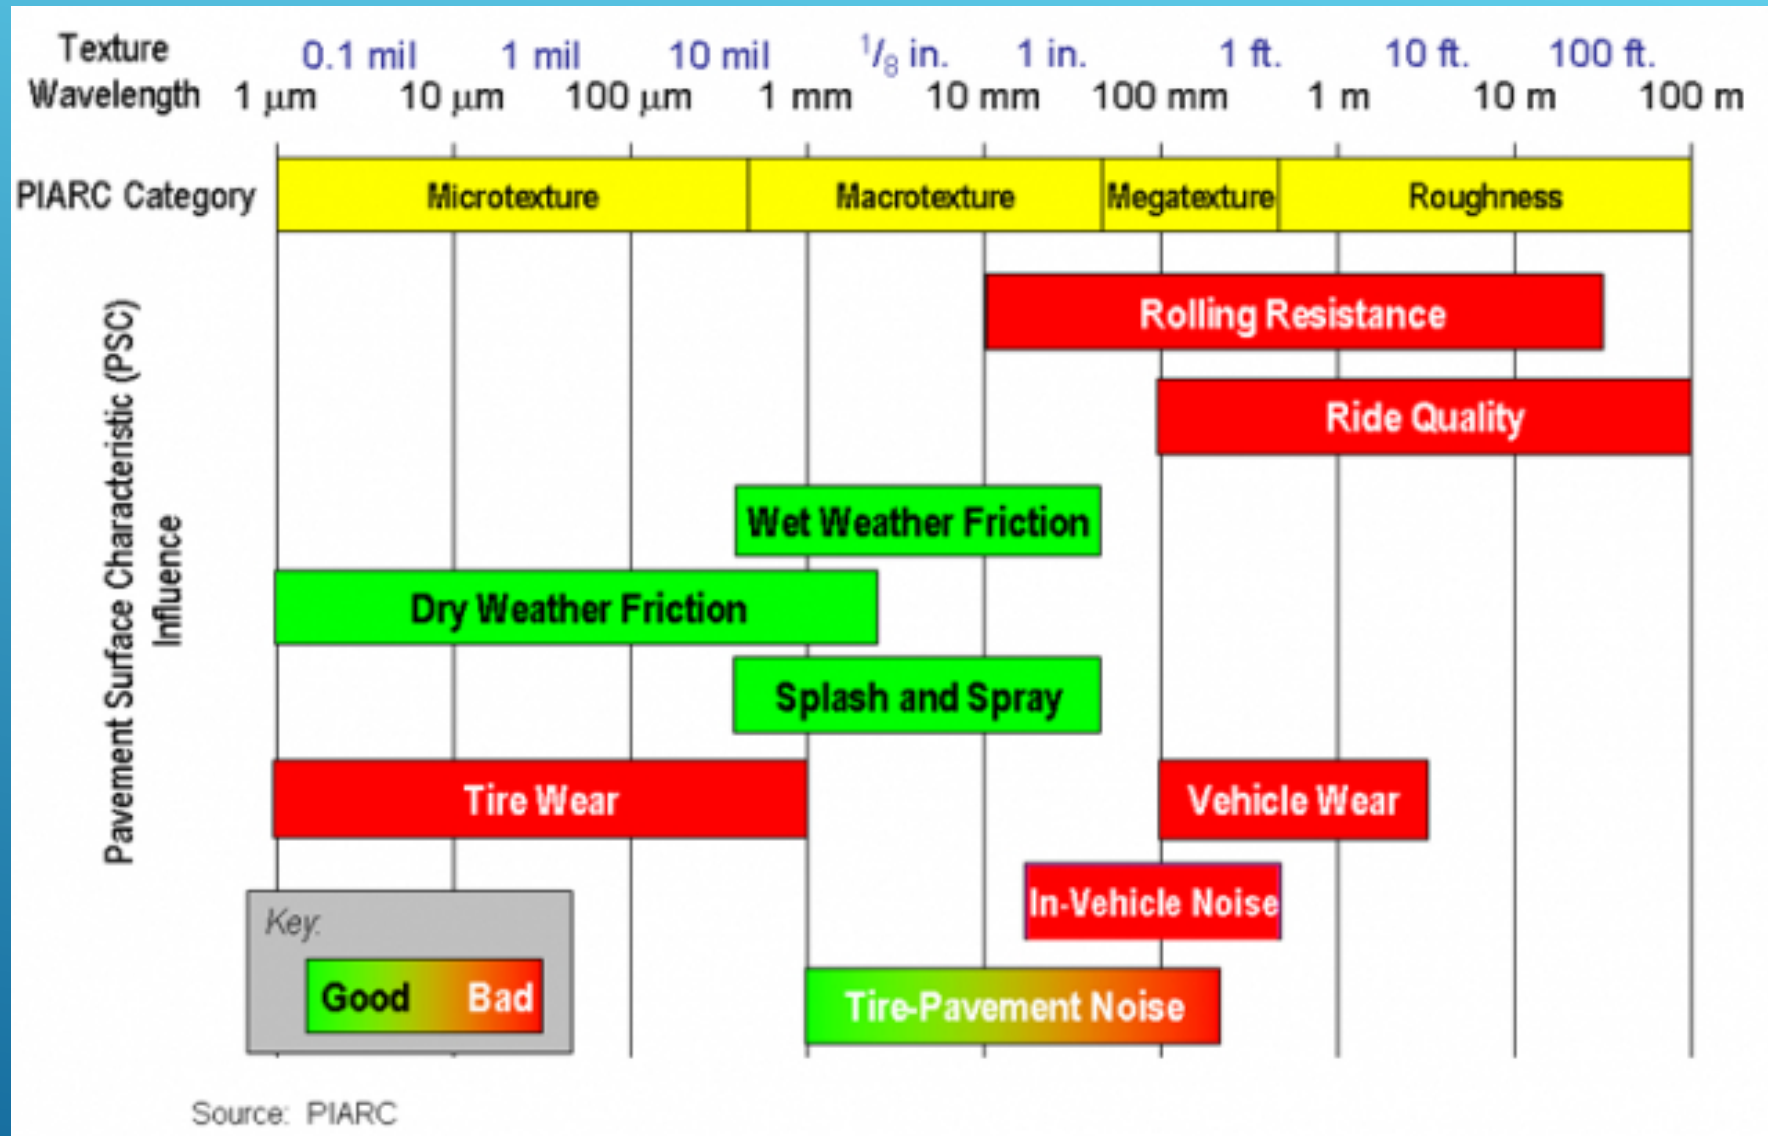 Texture
Wavelength
0.1 mil 1 mil 10 mil 1/8 in. 1 in. 1 ft. 10 ft. 100 ft.
1 μm 10 μm 100 μm 1 mm 10 mm 100 mm 1 m 10 m 100 m
PIARC Category Microtexture Macrotexture Megatexture Roughness
Pavement Surface Characteristic (PSC)
Influence
Rolling Resistance
Ride Quality
Wet Weather Friction
Dry Weather Friction
Splash and Spray
Tire Wear Vehicle Wear
In-Vehicle Noise
Key:
Good Bad
Tire-Pavement Noise
Source: PIARC